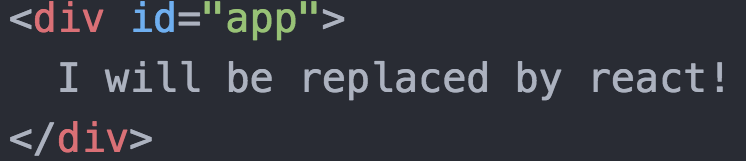 <div id="app">
  I will be replaced by react!
</div>